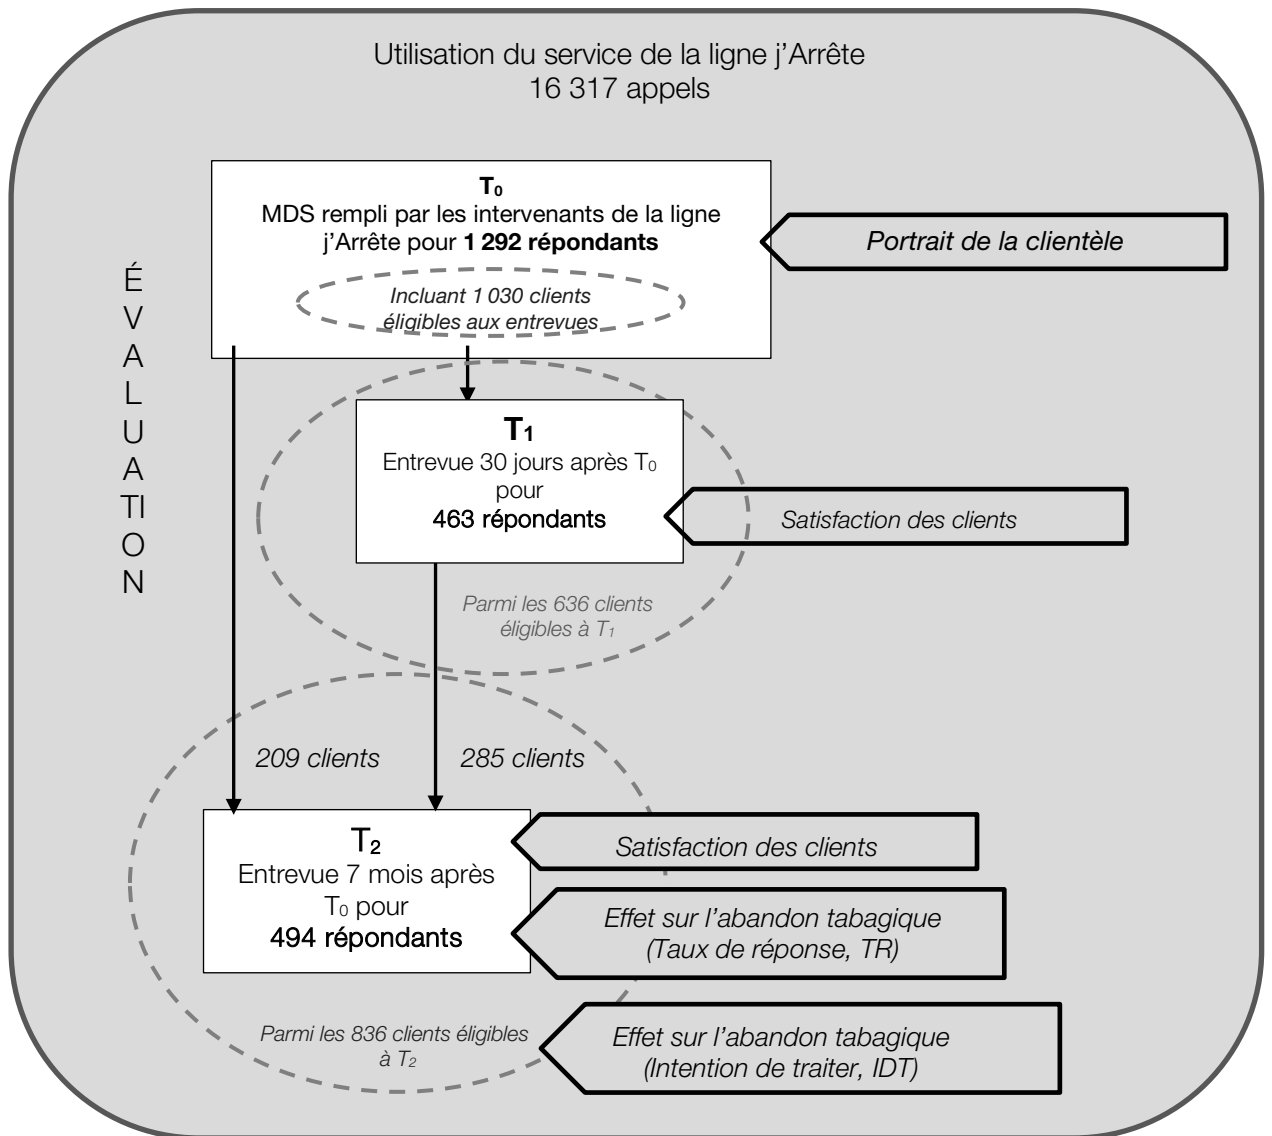 Utilisation du service de la ligne j’Arrête
16 317 appels
T0
MDS rempli par les intervenants de la ligne
j’Arrête pour 1 292 répondants
Portrait de la clientèle
Incluant 1 030 clients
éligibles aux entrevues
É
V
A
L
U
A
TI
O
N
T1
Entrevue 30 jours après T0
pour
463 répondants
Satisfaction des clients
Parmi les 636 clients
éligibles à T1
209 clients
285 clients
T2
Entrevue 7 mois après
T0 pour
494 répondants
Satisfaction des clients
Effet sur l’abandon tabagique
(Taux de réponse, TR)
Parmi les 836 clients éligibles
à T2
Effet sur l’abandon tabagique
(Intention de traiter, IDT)